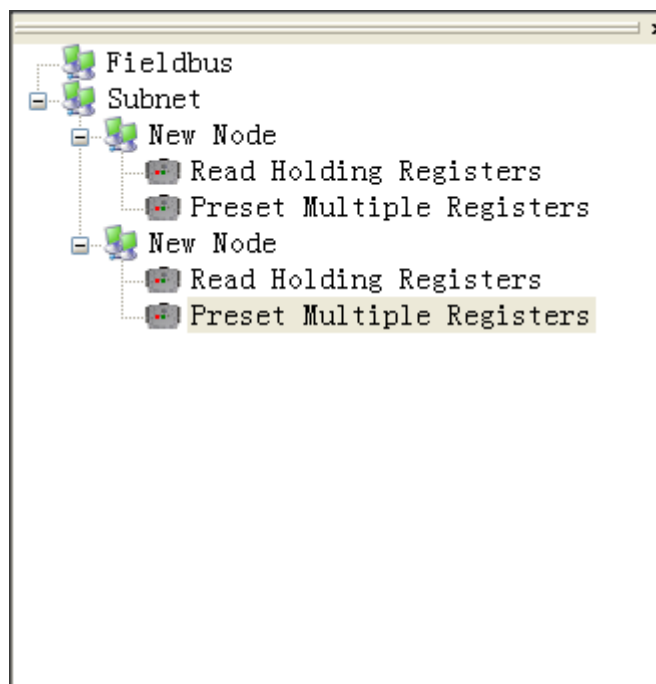 Fieldbus
Subnet
New Node
Read Holding Registers
Preset Multiple Registers
New Node
Read Holding Registers
Preset Multiple Registers